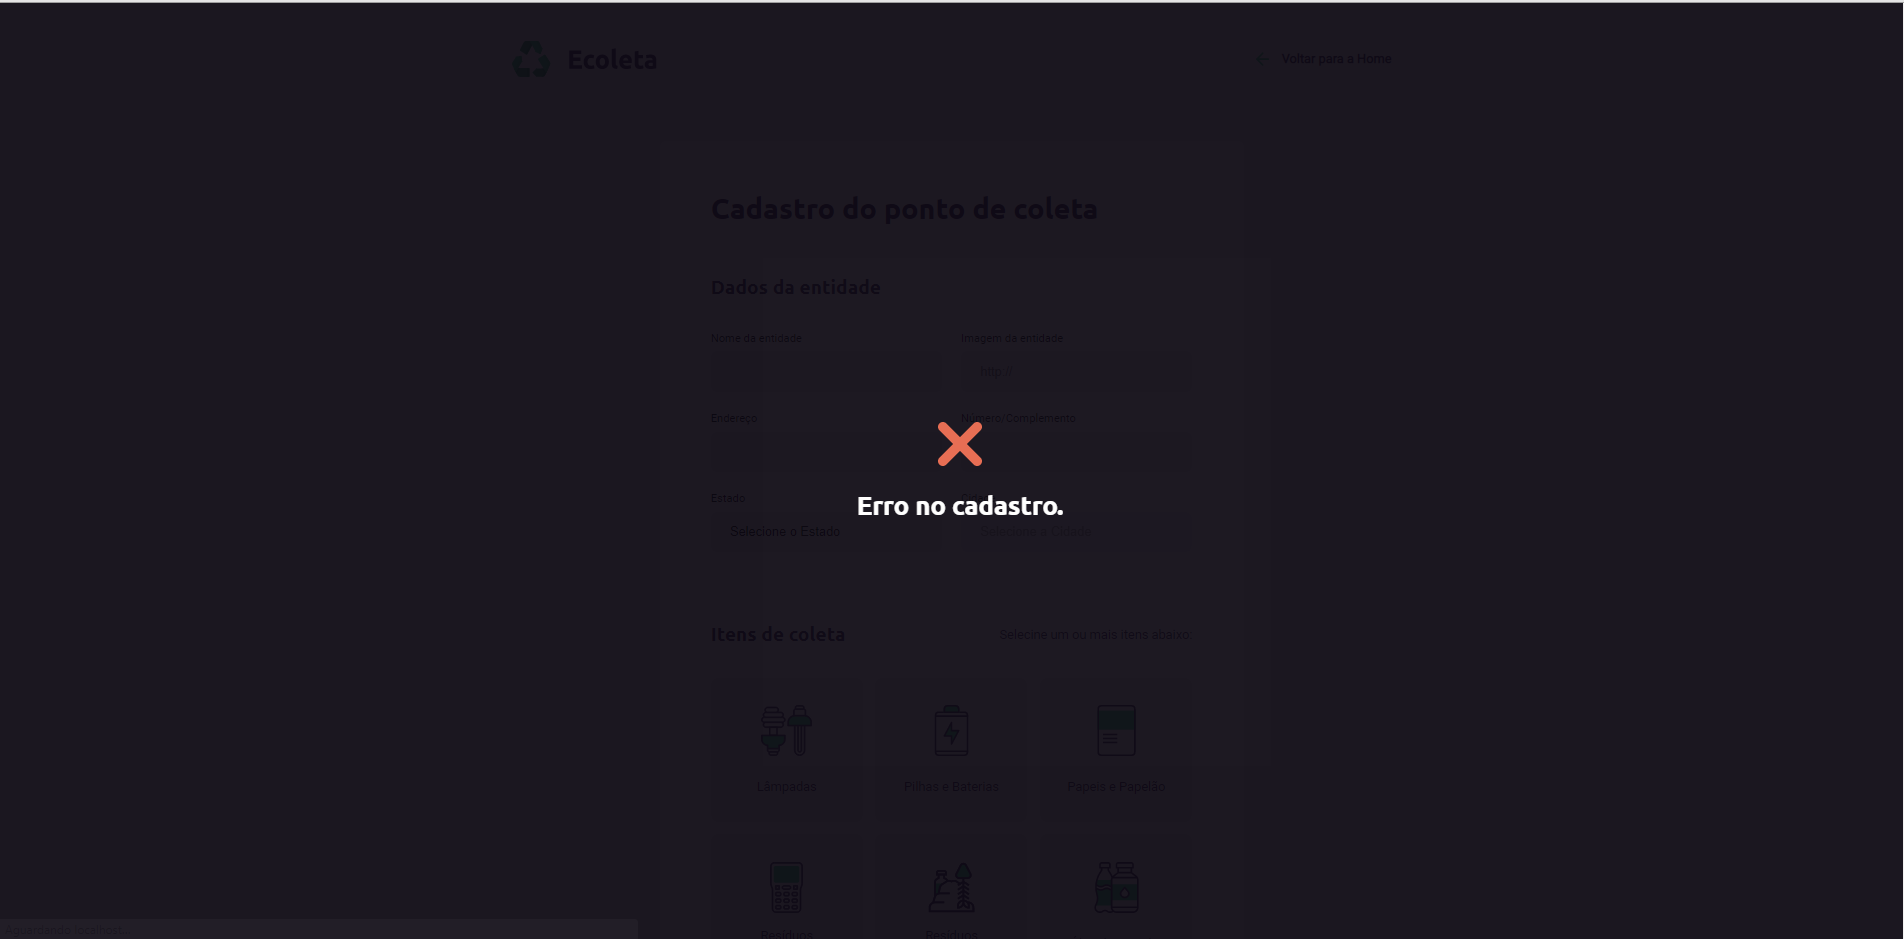 Ecoleta
Voltar para a Home
Cadastro do ponto de coleta
Dados da entidade
Nome da entidade
Imagem da entidade
http://
Endereço
Número/Complemento
Erro no cadastro.
Estado
Selecione o Estado
Selecione a Cidade
Itens de coleta
Selecine um ou mais itens abaixo
Lâmpadas
Pilhas e Baterias
Papéis e Papelão
Resíduos
Resíduos
Aguardando localhost...